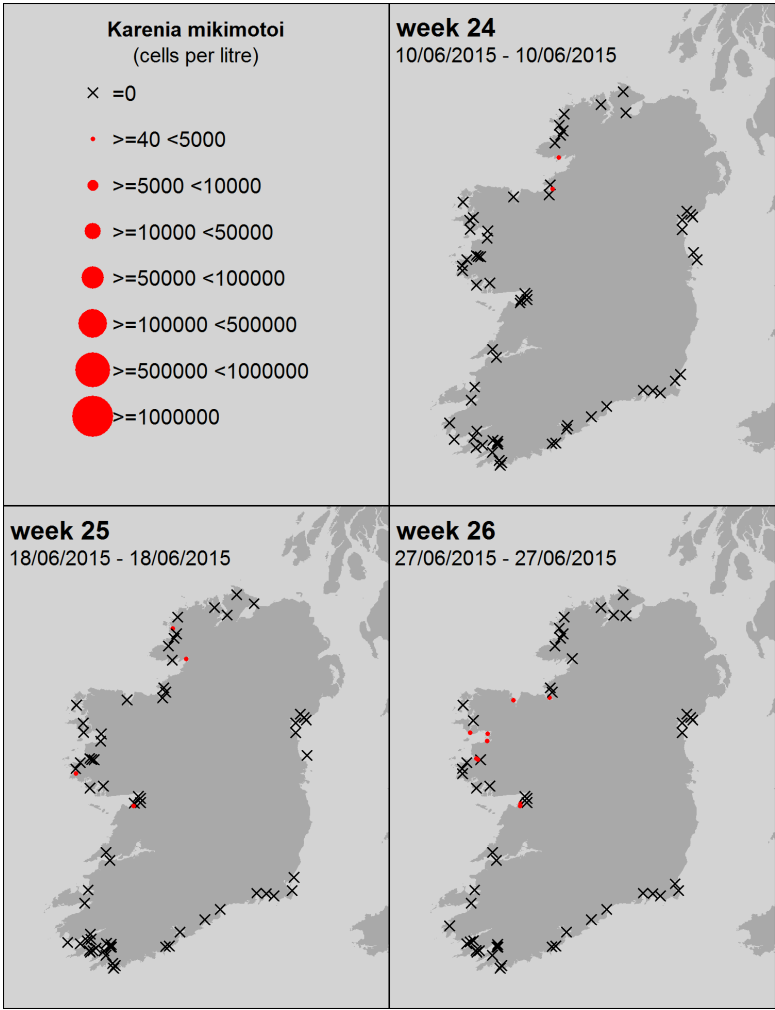 Karenia mikimotoi
(cells per litre)
=0
>=40 <5000
>=5000 <10000
>=10000 <50000
>=50000 <100000
>=100000 <500000
>=500000 <1000000
>=1000000
week 24
10/06/2015 - 10/06/2015
week 25
18/06/2015 - 18/06/2015
week 26
27/06/2015 - 27/06/2015